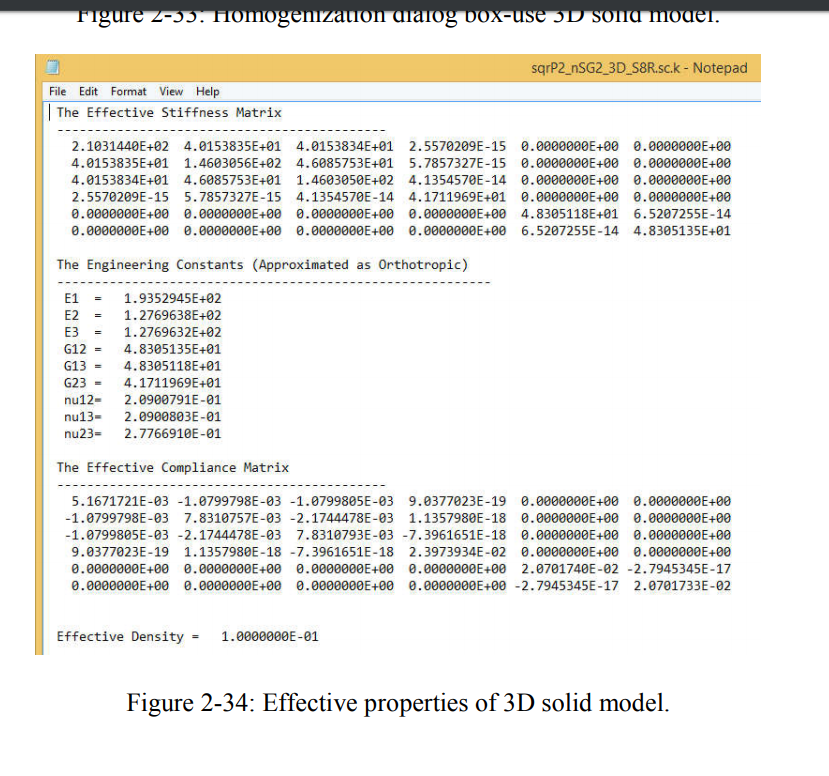 Figure 2-33: Homogenization dialog box-use 3D solid model.
sqrP2_nSG2_3D_S8R.sc.k - Notepad
File Edit Format View Help
The Effective Stiffness Matrix
-----------------------------------------------
2.1031440E+02 4.0153835E+01 4.0153834E+01 2.5570209E-15 0.0000000E+00 0.0000000E+00
4.0153835E+01 1.4603056E+02 4.6085753E+01 5.7857327E-15 0.0000000E+00 0.0000000E+00
4.0153834E+01 4.6085753E+01 1.4603050E+02 4.1354570E-14 0.0000000E+00 0.0000000E+00
2.5570209E-15 5.7857327E-15 4.1354570E-14 4.1711969E+01 0.0000000E+00 0.0000000E+00
0.0000000E+00 0.0000000E+00 0.0000000E+00 0.0000000E+00 4.8305118E+01 6.5207255E-14
0.0000000E+00 0.0000000E+00 0.0000000E+00 0.0000000E+00 6.5207255E-14 4.8305135E+01
The Engineering Constants (Approximated as Orthotropic)
--------------------------------------------------------------
E1 = 1.9352945E+02
E2 = 1.2769638E+02
E3 = 1.2769632E+02
G12 = 4.8305135E+01
G13 = 4.8305118E+01
G23 = 4.1711969E+01
nu12= 2.0900791E-01
nu13= 2.0900803E-01
nu23= 2.7766910E-01
The Effective Compliance Matrix
-----------------------------------------------
5.1671721E-03 -1.0799798E-03 -1.0799805E-03 9.0377023E-19 0.0000000E+00 0.0000000E+00
-1.0799798E-03 7.8310757E-03 -2.1744478E-03 1.1357980E-18 0.0000000E+00 0.0000000E+00
-1.0799805E-03 -2.1744478E-03 7.8310793E-03 -7.3961651E-18 0.0000000E+00 0.0000000E+00
9.0377023E-19 1.1357980E-18 -7.3961651E-18 2.3973934E-02 0.0000000E+00 0.0000000E+00
0.0000000E+00 0.0000000E+00 0.0000000E+00 0.0000000E+00 2.0701740E-02 -2.7945345E-17
0.0000000E+00 0.0000000E+00 0.0000000E+00 0.0000000E+00 -2.7945345E-17 2.0701733E-02
Effective Density = 1.0000000E-01
Figure 2-34: Effective properties of 3D solid model.